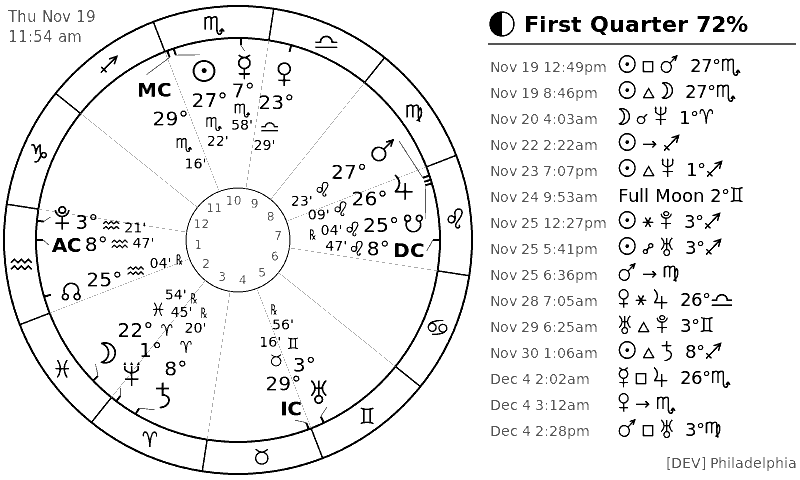 Thu Nov 19
11:54 am
First Quarter 72%
Nov 19 12:49pm ☉ □ ♂ 27°♏
Nov 19 8:46pm ☉ △ ☽ 27°♏
Nov 20 4:03am ☽ ☌ ♆ 1°♈
Nov 22 2:22am ☉ → ♐
Nov 23 7:07pm ☉ △ ♆ 1°♐
Nov 24 9:53am Full Moon 2°♊
Nov 25 12:27pm ☉ ⚹ ♇ 3°♐
Nov 25 5:41pm ☉ ☍ ♅ 3°♐
Nov 25 6:36pm ♂ → ♍
Nov 28 7:05am ♀ ⚹ ♃ 26°♎
Nov 29 6:25am ♅ △ ♇ 3°♊
Nov 30 1:06am ☉ △ ♄ 8°♐
Dec 4 2:02am ☿ □ ♃ 26°♏
Dec 4 3:12am ♀ → ♏
Dec 4 2:28pm ♂ □ ♅ 3°♍
[DEV] Philadelphia
MC 29° ♏ 16'
☉ 27° ♏ 22'
☿ 7° ♏ 58'
♀ 23° ♎ 29'
♂ 27° ♌ 23'
♃ 26° ♌ 09'
☋ 25° ♌ 04' ℞
DC 8° ♌ 47'
♇ 3° ♒ 21'
AC 8° ♒ 47'
☊ 25° ♒ 04' ℞
☽ 22° ♓ 54'
♆ 1° ♈ 45' ℞
♄ 8° ♈ 20' ℞
IC 29° ♉ 16'
♅ 3° ♊ 56' ℞
♏
♎
♍
♌
♋
♊
♉
♈
♓
♒
♑
♐
1
2
3
4
5
6
7
8
9
10
11
12